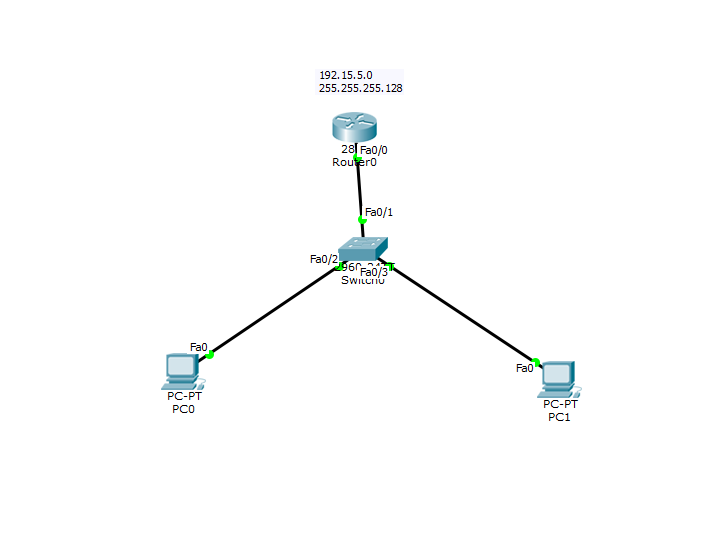 192.15.5.0
255.255.255.128
28
Fa0/0
Router0
Fa0/1
Fa0/2
Fa0/3
Switch0
Fa0
PC-PT
PC0
Fa0
PC-PT
PC1